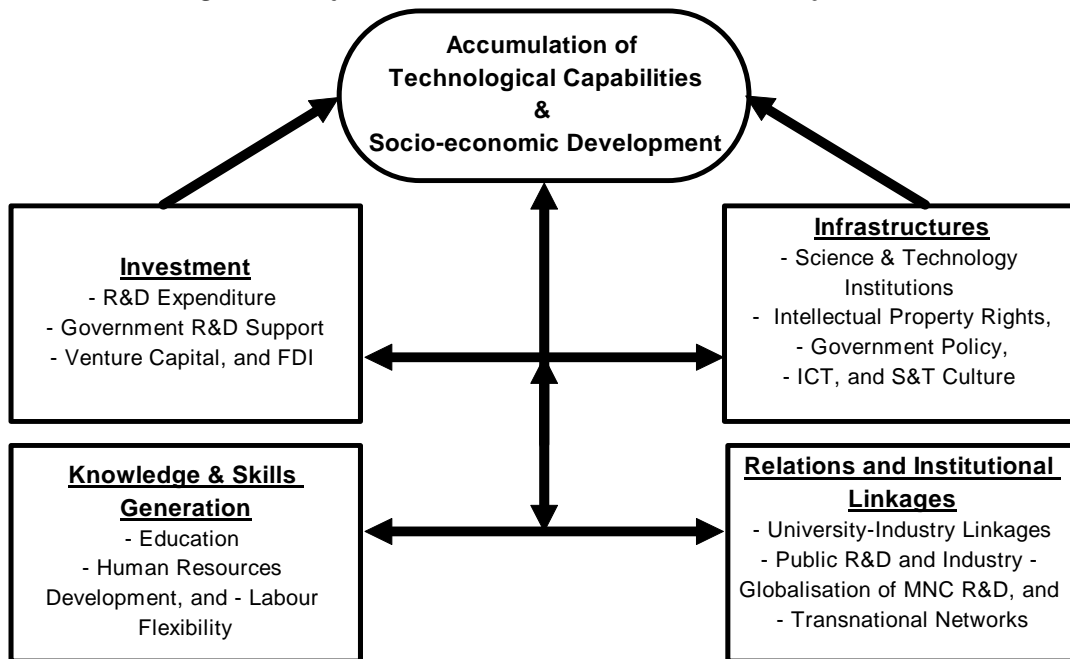 Accumulation of
Technological Capabilities
&
Socio-economic Development
Investment
- R&D Expenditure
- Government R&D Support
- Venture Capital, and FDI
Infrastructures
- Science & Technology
Institutions
- Intellectual Property Rights,
- Government Policy,
- ICT, and S&T Culture
Knowledge & Skills
Generation
- Education
- Human Resources
Development, and - Labour
Flexibility
Relations and Institutional
Linkages
- University-Industry Linkages
- Public R&D and Industry -
Globalisation of MNC R&D, and
- Transnational Networks